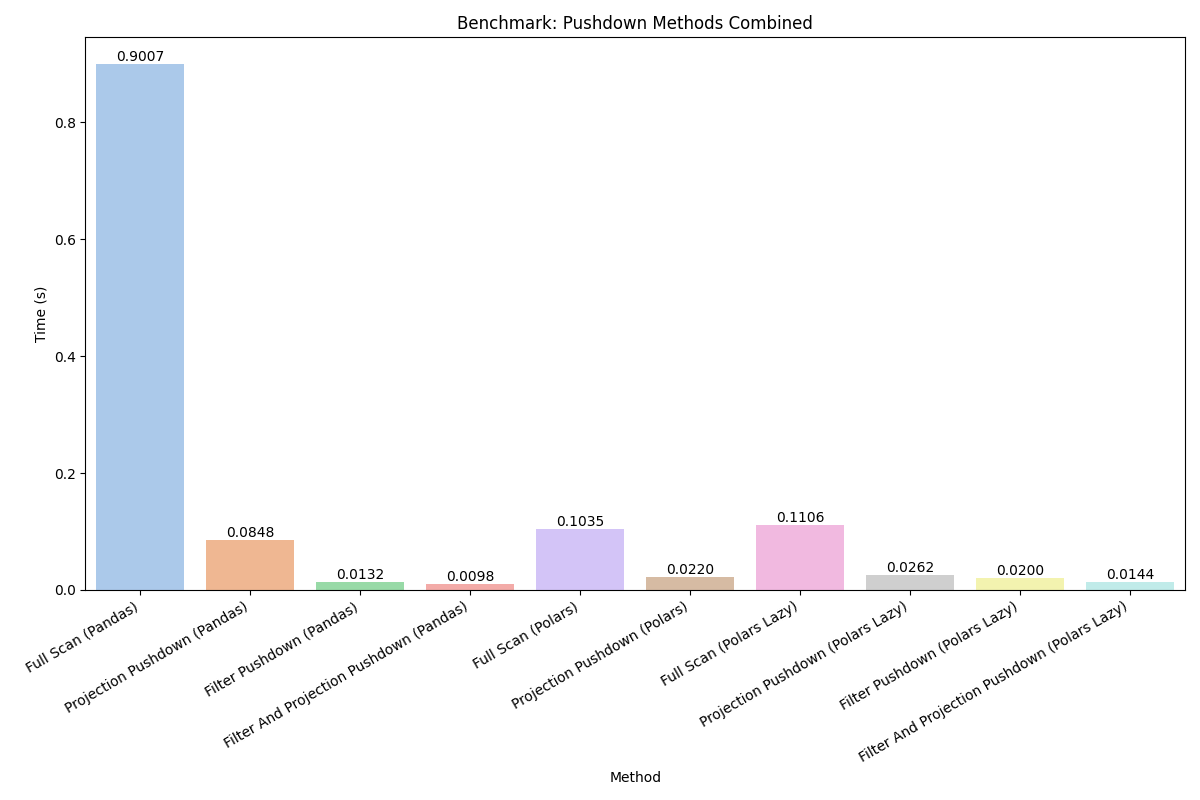 Benchmark: Pushdown Methods Combined
0.9007
0.0848
0.0132
0.0098
0.1035
0.0220
0.1106
0.0262
0.0200
0.0144
0.8
0.6
0.4
0.2
0.0
Time (s)
Full Scan (Pandas)
Projection Pushdown (Pandas)
Filter Pushdown (Pandas)
Filter And Projection Pushdown (Pandas)
Full Scan (Polars)
Projection Pushdown (Polars)
Full Scan (Polars Lazy)
Projection Pushdown (Polars Lazy)
Filter Pushdown (Polars Lazy)
Filter And Projection Pushdown (Polars Lazy)
Method